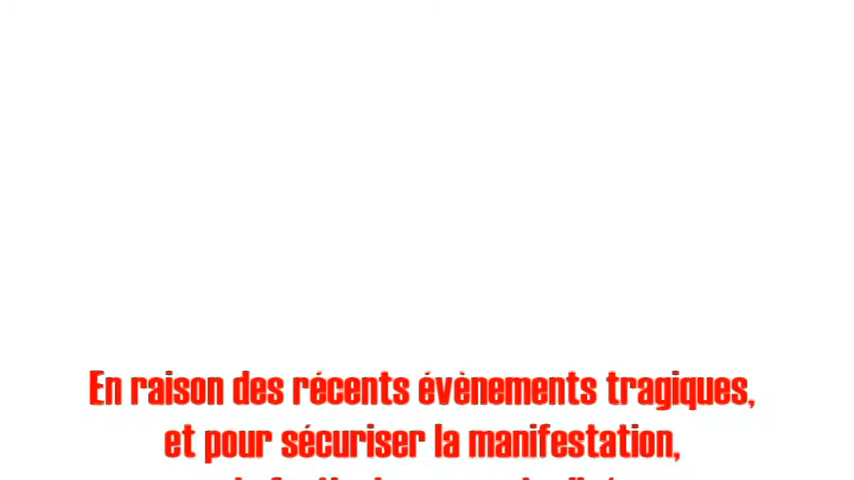 En raison des récents évènements tragiques,
et pour sécuriser la manifestation,